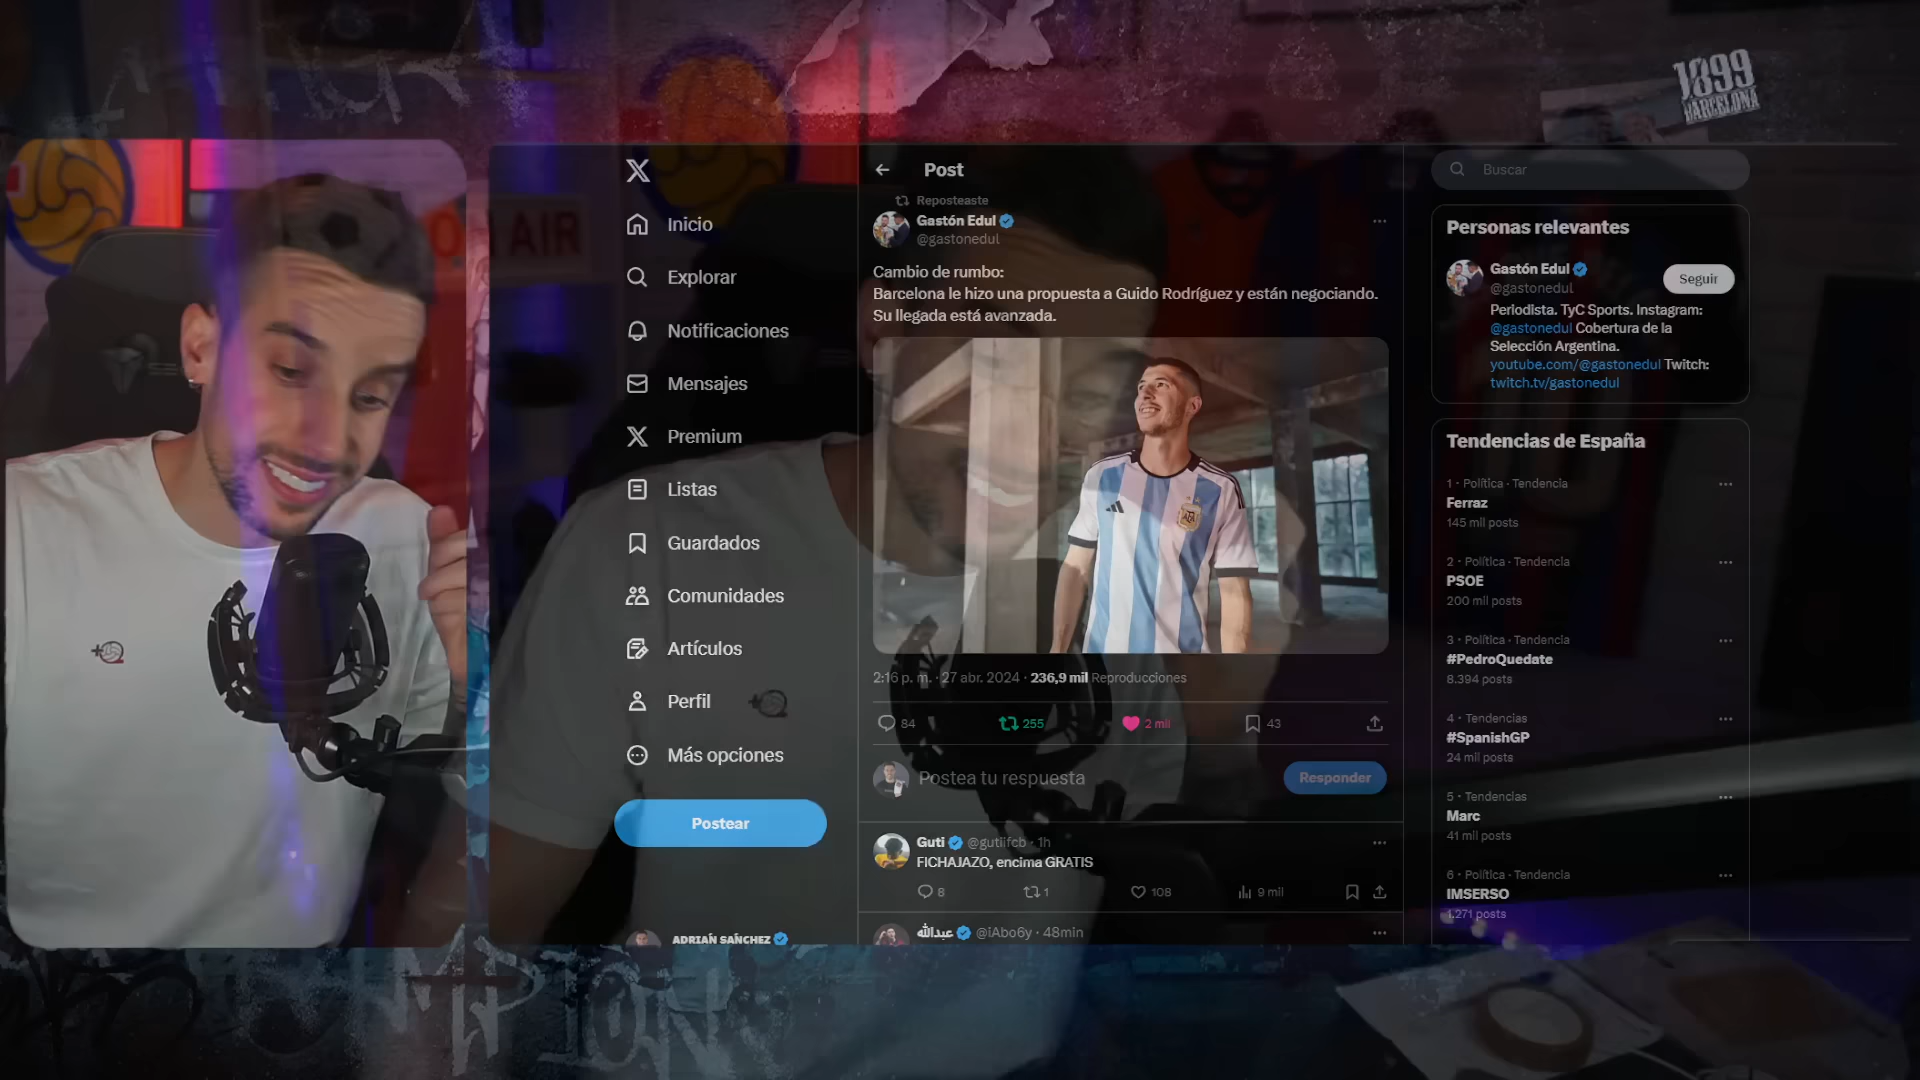 1899
BARCELONA
ON AIR
Inicio
Explorar
Notificaciones
Mensajes
Premium
Listas
Guardados
Comunidades
Artículos
Perfil
Más opciones
Postear
ADRIÁN SÁNCHEZ
Post
Reposteaste
Gastón Edul
@gastonedul
Cambio de rumbo:
Barcelona le hizo una propuesta a Guido Rodríguez y están negociando.
Su llegada está avanzada.
2:16 p. m. · 27 abr. 2024 · 236,9 mil Reproducciones
84 255 2 mil 43
Postea tu respuesta
Responder
Guti @gutiifcb · 1h
FICHAJAZO, encima GRATIS
8 1 108 9 mil
عبدالله @iAbo6y · 48min
Buscar
Personas relevantes
Gastón Edul
@gastonedul
Seguir
Periodista. TyC Sports. Instagram:
@gastonedul Cobertura de la
Selección Argentina.
youtube.com/@gastonedul Twitch:
twitch.tv/gastonedul
Tendencias de España
1 · Política · Tendencia
Ferraz
145 mil posts
2 · Política · Tendencia
PSOE
200 mil posts
3 · Política · Tendencia
#PedroQuedate
8.394 posts
4 · Tendencias
#SpanishGP
24 mil posts
5 · Tendencias
Marc
41 mil posts
6 · Política · Tendencia
IMSERSO
1.271 posts